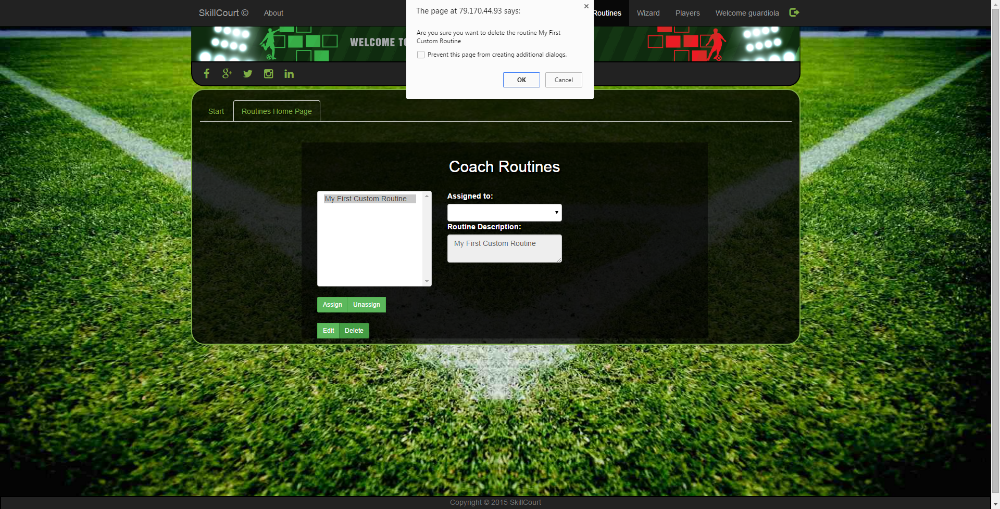 SkillCourt © About
The page at 79.170.44.93 says:
Are you sure you want to delete the routine My First
Custom Routine
Prevent this page from creating additional dialogs.
OK Cancel
Routines Wizard Players Welcome guardiola
WELCOME TO
Start Routines Home Page
Coach Routines
My First Custom Routine
Assigned to:
Routine Description:
My First Custom Routine
Assign Unassign
Edit Delete
Copyright © 2015 SkillCourt